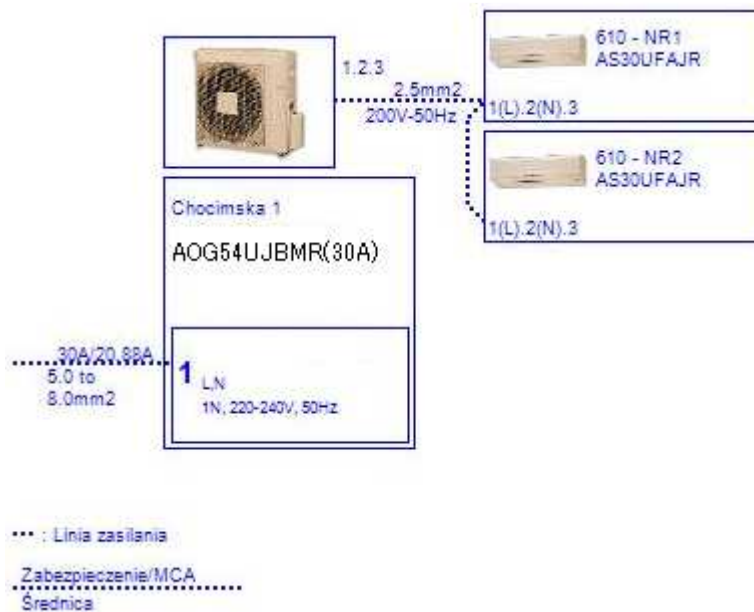 610 - NR1
AS30UFAJR
1.2.3
2.5mm2
200V-50Hz
1(L).2(N).3
610 - NR2
AS30UFAJR
1(L).2(N).3
Chocimska 1
AOG54UJBMR(30A)
30A/20.88A
5.0 to
8.0mm2
1
L,N
1N, 220-240V, 50Hz
: Linia zasilania
Zabezpieczenie/MCA
Średnica